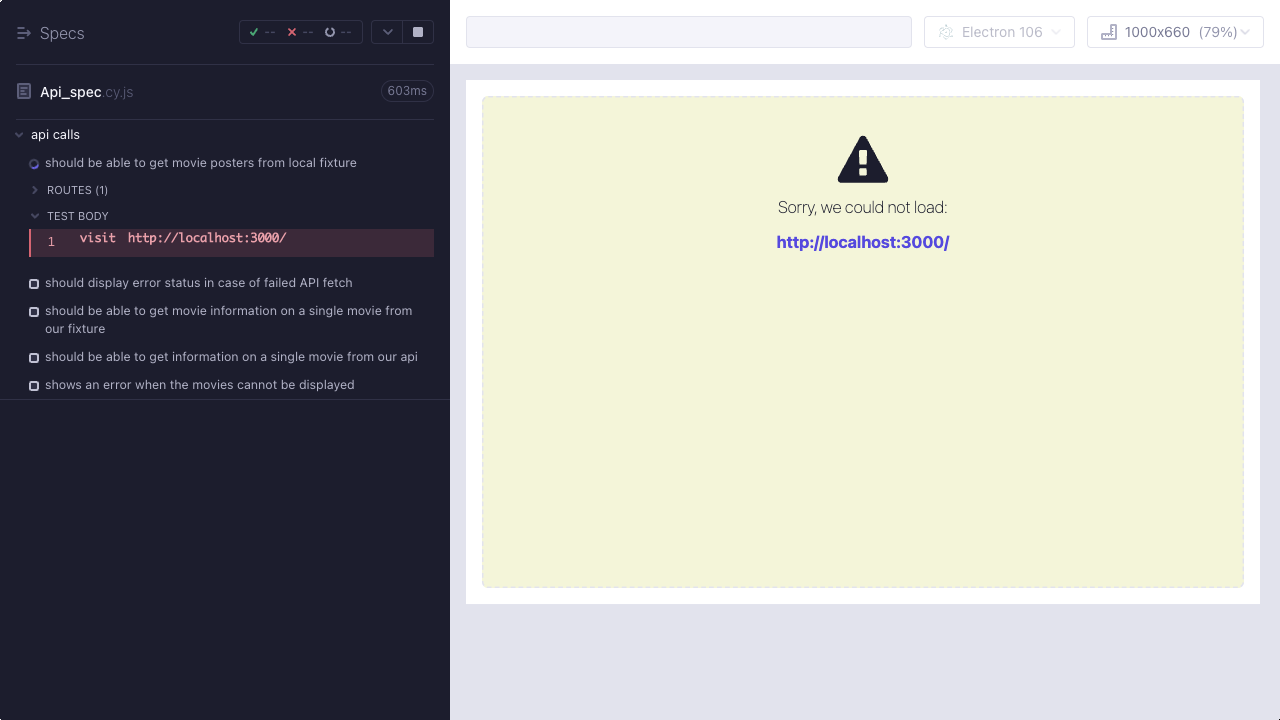 Specs
-- -- --
Api_spec.cy.js 603ms
api calls
should be able to get movie posters from local fixture
ROUTES (1)
TEST BODY
1 visit http://localhost:3000/
should display error status in case of failed API fetch
should be able to get movie information on a single movie from
our fixture
should be able to get information on a single movie from our api
shows an error when the movies cannot be displayed
Electron 106
1000x660 (79%)
Sorry, we could not load:
http://localhost:3000/